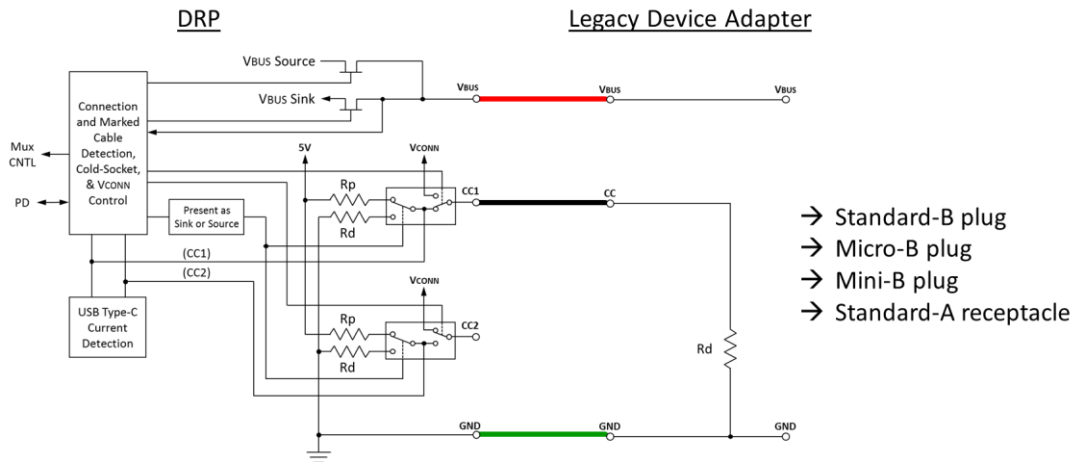 DRP
Legacy Device Adapter
VBUS Source
VBUS Sink
VBUS
VBUS
VBUS
Connection
and Marked
Cable
Detection,
Cold-Socket,
& VCONN
Control
Mux
CNTL
PD
5V
VCONN
Rp
Rd
CC1
CC
Present as
Sink or Source
(CC1)
(CC2)
VCONN
USB Type-C
Current
Detection
Rp
Rd
CC2
Rd
→ Standard-B plug
→ Micro-B plug
→ Mini-B plug
→ Standard-A receptacle
GND
GND
GND